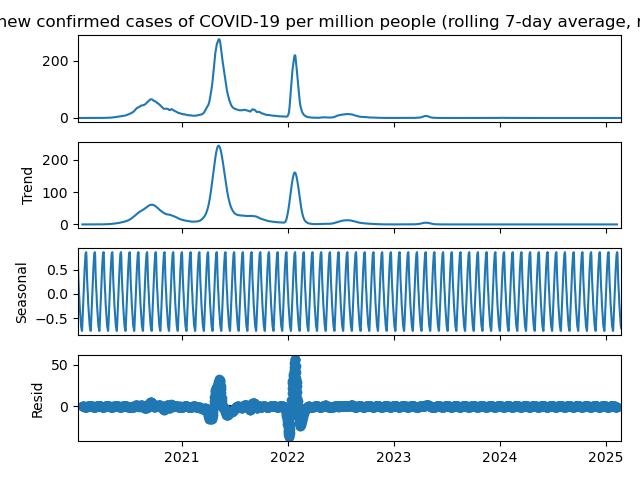 new confirmed cases of COVID-19 per million people (rolling 7-day average,
200
0
Trend
200
100
0
Seasonal
0.5
0.0
−0.5
Resid
50
0
2021 2022 2023 2024 2025